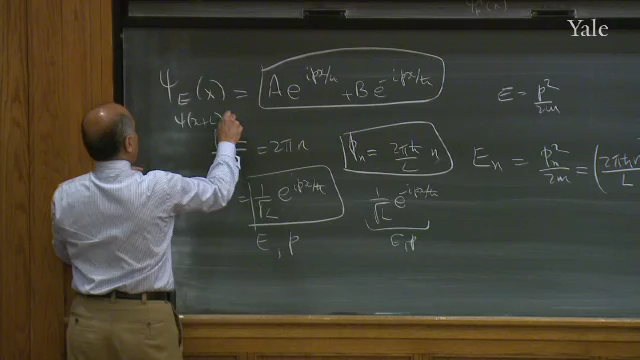 Yale
ψ_E(x) = Ae^{ipx/ħ} + Be^{-ipx/ħ}
E = p²/2m
ψ(x+L)
= 2πn
p_n = 2πħ/L n
E_n = p_n²/2m = (2πħn/L
= 1/√L e^{ipx/ħ}
1/√L e^{-ipx/ħ}
E, p
E, p